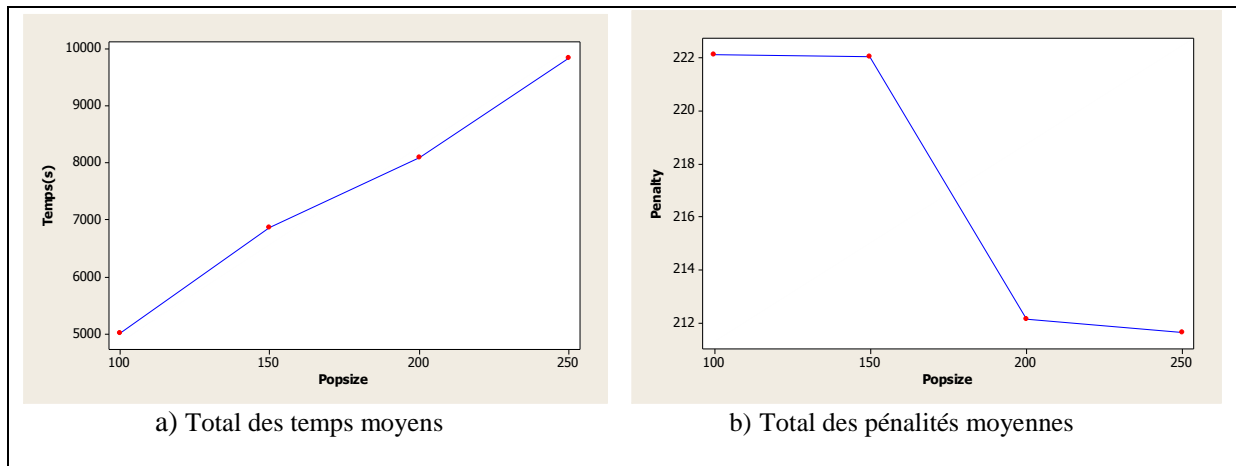 10000
9000
8000
7000
6000
5000
Temps(s)
100 150 200 250
Popsize
a) Total des temps moyens
222
220
218
216
214
212
Penalty
100 150 200 250
Popsize
b) Total des pénalités moyennes